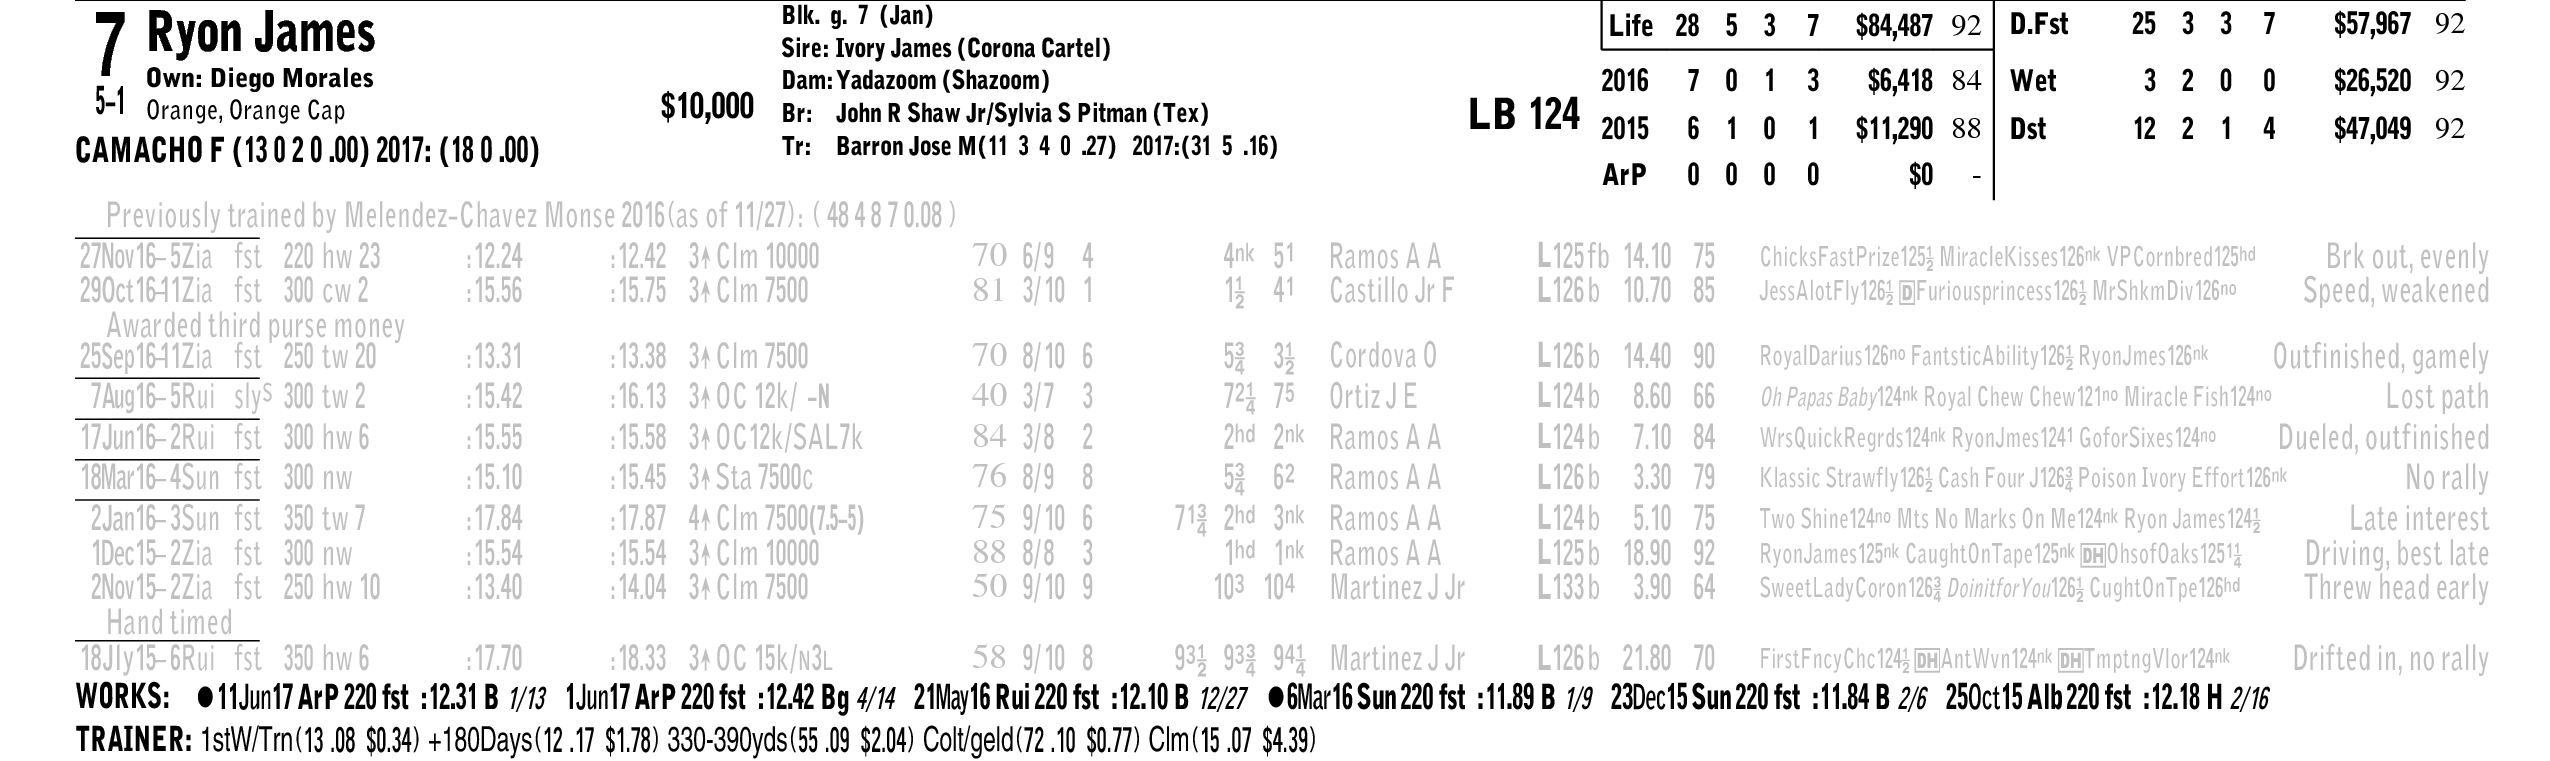 7 Ryon James
Own: Diego Morales
5-1 Orange, Orange Cap
$10,000
CAMACHO F (13 0 2 0 .00) 2017: (18 0 .00)
Blk. g. 7 (Jan)
Sire: Ivory James (Corona Cartel)
Dam: Yadazoom (Shazoom)
Br: John R Shaw Jr/Sylvia S Pitman (Tex)
Tr: Barron Jose M(11 3 4 0 .27) 2017:(31 5 .16)
LB 124
Life 28 5 3 7 $84,487 92
2016 7 0 1 3 $6,418 84
2015 6 1 0 1 $11,290 88
ArP 0 0 0 0 $0 -
D.Fst 25 3 3 7 $57,967 92
Wet 3 2 0 0 $26,520 92
Dst 12 2 1 4 $47,049 92
Previously trained by Melendez-Chavez Monse 2016(as of 11/27): ( 48 4 8 7 0.08 )
27Nov16-5Zia fst 220 hw 23 :12.24 :12.42 3↑ Clm 10000 70 6/9 4 4nk 51 Ramos A A L125fb 14.10 75 ChicksFastPrize125½ MiracleKisses126nk VPCornbred125hd Brk out, evenly
29Oct16-11Zia fst 300 cw 2 :15.56 :15.75 3↑ Clm 7500 81 3/10 1 1½ 41 Castillo Jr F L126b 10.70 85 JessAlotFly126½ DFuriousprincess126½ MrShkmDiv126no Speed, weakened
Awarded third purse money
25Sep16-11Zia fst 250 tw 20 :13.31 :13.38 3↑ Clm 7500 70 8/10 6 5¾ 3½ Cordova O L126b 14.40 90 RoyalDarius126no FantsticAbility126½ RyonJmes126nk Outfinished, gamely
7Aug16-5Rui slyS 300 tw 2 :15.42 :16.13 3↑ OC 12k/ -N 40 3/7 3 72¼ 75 Ortiz J E L124b 8.60 66 Oh Papas Baby124nk Royal Chew Chew121no Miracle Fish124no Lost path
17Jun16-2Rui fst 300 hw 6 :15.55 :15.58 3↑ OC12k/SAL7k 84 3/8 2 2hd 2nk Ramos A A L124b 7.10 84 WrsQuickRegrds124nk RyonJmes1241 GoforSixes124no Dueled, outfinished
18Mar16-4Sun fst 300 nw :15.10 :15.45 3↑ Sta 7500c 76 8/9 8 5¾ 62 Ramos A A L126b 3.30 79 Klassic Strawfly126½ Cash Four J126¾ Poison Ivory Effort126nk No rally
2Jan16-3Sun fst 350 tw 7 :17.84 :17.87 4↑ Clm 7500(7.5-5) 75 9/10 6 71¾ 2hd 3nk Ramos A A L124b 5.10 75 Two Shine124no Mts No Marks On Me124nk Ryon James124½ Late interest
1Dec15-2Zia fst 300 nw :15.54 :15.54 3↑ Clm 10000 88 8/8 3 1hd 1nk Ramos A A L125b 18.90 92 RyonJames125nk CaughtOnTape125nk DHOhsofOaks1251¼ Driving, best late
2Nov15-2Zia fst 250 hw 10 :13.40 :14.04 3↑ Clm 7500 50 9/10 9 103 104 Martinez J Jr L133b 3.90 64 SweetLadyCoron126¾ DoinitforYou126½ CughtOnTpe126hd Threw head early
Hand timed
18Jly15-6Rui fst 350 hw 6 :17.70 :18.33 3↑ OC 15k/N3L 58 9/10 8 93½ 93¾ 94¼ Martinez J Jr L126b 21.80 70 FirstFncyChc124½ DHAntWvn124nk DHTmptngVlor124nk Drifted in, no rally
WORKS: ●11Jun17 ArP 220 fst :12.31 B 1/13 1Jun17 ArP 220 fst :12.42 Bg 4/14 21May16 Rui 220 fst :12.10 B 12/27 ●6Mar16 Sun 220 fst :11.89 B 1/9 23Dec15 Sun 220 fst :11.84 B 2/6 25Oct15 Alb 220 fst :12.18 H 2/16
TRAINER: 1stW/Trn(13 .08 $0.34) +180Days(12 .17 $1.78) 330-390yds(55 .09 $2.04) Colt/geld(72 .10 $0.77) Clm(15 .07 $4.39)